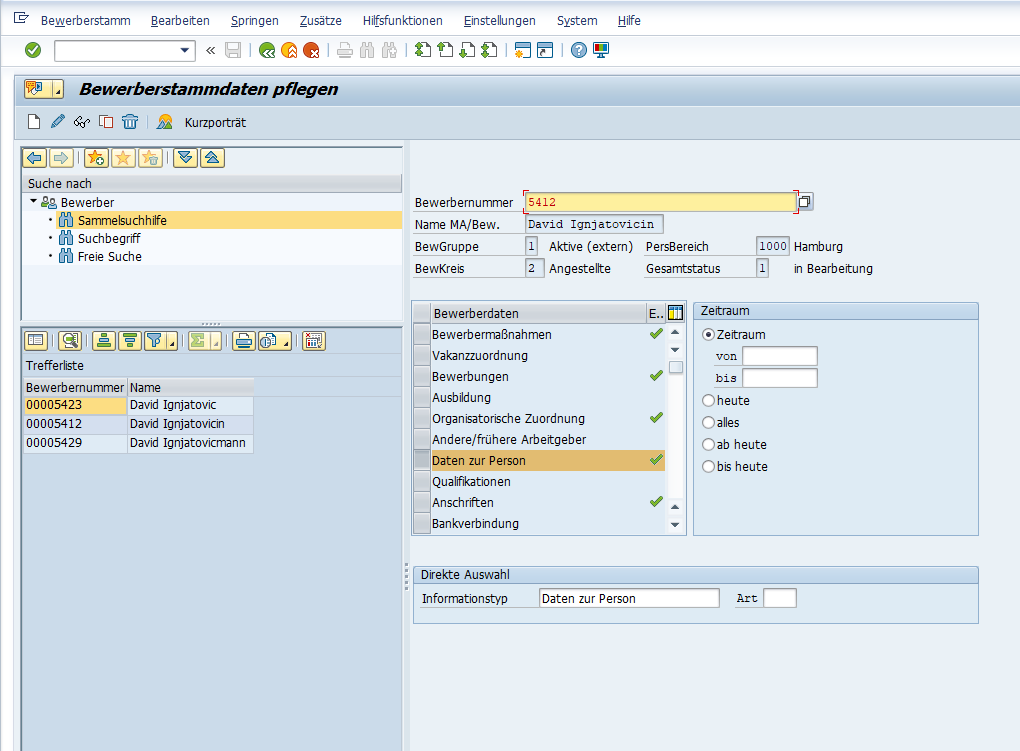 Bewerberstamm Bearbeiten Springen Zusätze Hilfsfunktionen Einstellungen System Hilfe
Bewerberstammdaten pflegen
Kurzporträt
Suche nach
Bewerber
Sammelsuchhilfe
Suchbegriff
Freie Suche
Trefferliste
Bewerbernummer Name
00005423 David Ignjatovic
00005412 David Ignjatovicin
00005429 David Ignjatovicmann
Bewerbernummer 5412
Name MA/Bew. David Ignjatovicin
BewGruppe 1 Aktive (extern) PersBereich 1000 Hamburg
BewKreis 2 Angestellte Gesamtstatus 1 in Bearbeitung
Bewerberdaten E..
Bewerbermaßnahmen
Vakanzzuordnung
Bewerbungen
Ausbildung
Organisatorische Zuordnung
Andere/frühere Arbeitgeber
Daten zur Person
Qualifikationen
Anschriften
Bankverbindung
Zeitraum
Zeitraum
von
bis
heute
alles
ab heute
bis heute
Direkte Auswahl
Informationstyp Daten zur Person Art